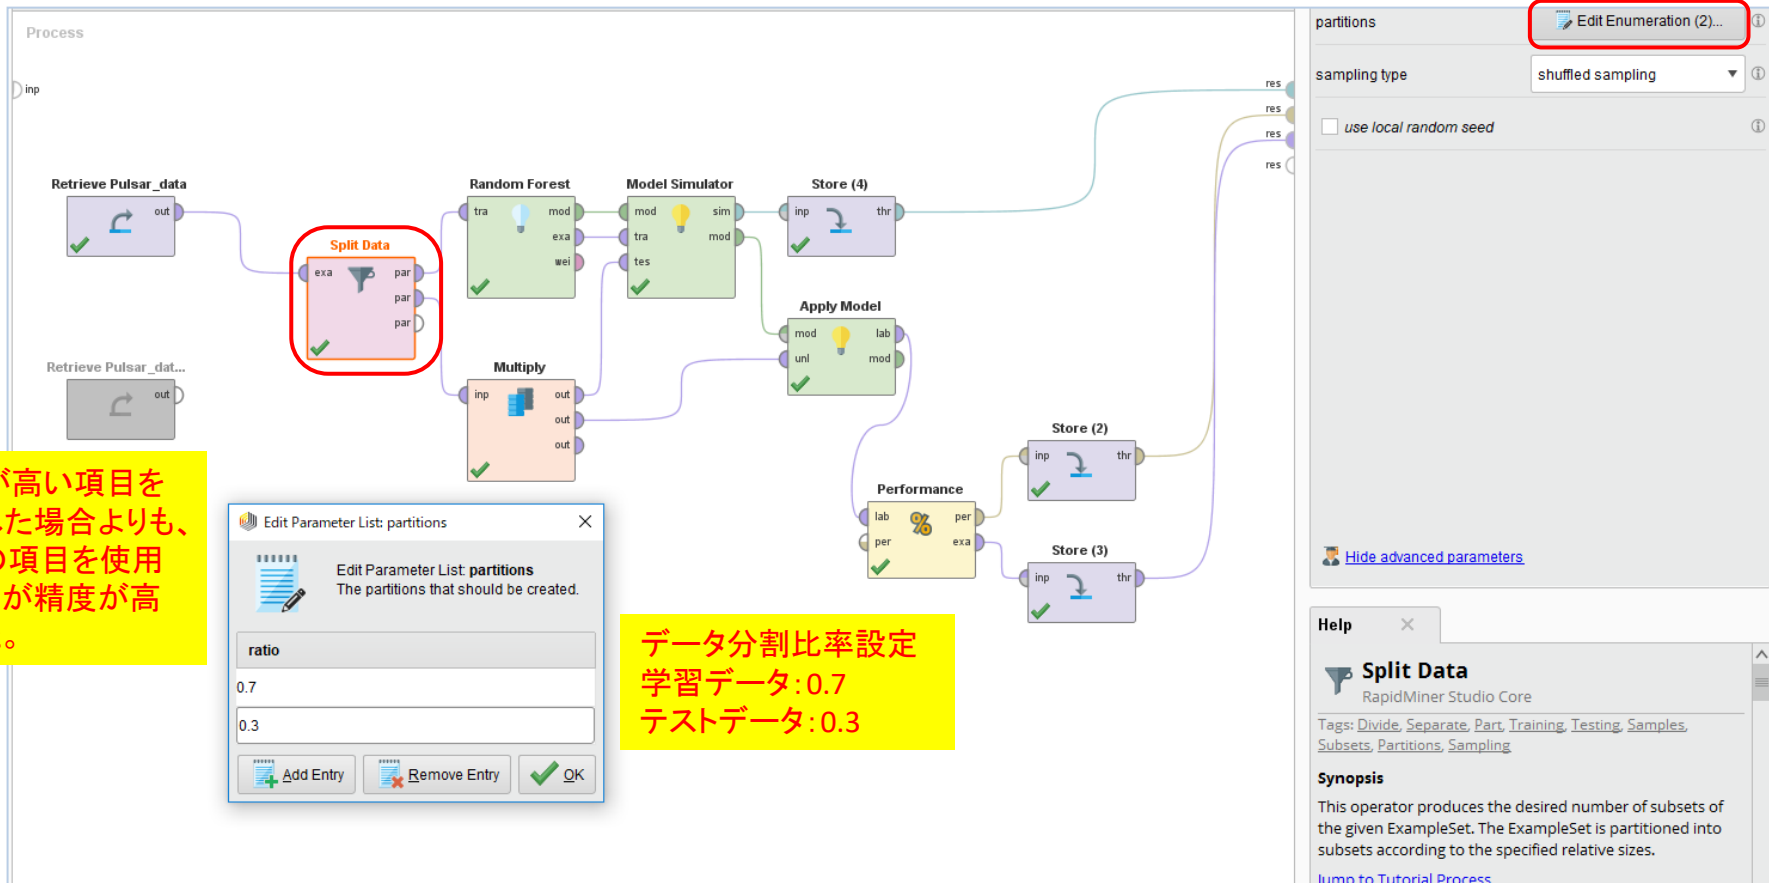 Process
inp
res
res
res
res
Retrieve Pulsar_data
out
Split Data
exa
par
par
par
Random Forest
tra
mod
exa
wei
Model Simulator
mod
sim
tra
mod
tes
Store (4)
inp
thr
Apply Model
mod
lab
unl
mod
Retrieve Pulsar_dat...
out
Multiply
inp
out
out
out
Performance
lab
per
per
exa
Store (2)
inp
thr
Store (3)
inp
thr
が高い項目を
た場合よりも、
の項目を使用
が精度が高
。
Edit Parameter List: partitions
Edit Parameter List: partitions
The partitions that should be created.
ratio
0.7
0.3
Add Entry
Remove Entry
OK
データ分割比率設定
学習データ:0.7
テストデータ:0.3
partitions
Edit Enumeration (2)...
sampling type
shuffled sampling
use local random seed
Hide advanced parameters
Help
Split Data
RapidMiner Studio Core
Tags: Divide, Separate, Part, Training, Testing, Samples,
Subsets, Partitions, Sampling
Synopsis
This operator produces the desired number of subsets of
the given ExampleSet. The ExampleSet is partitioned into
subsets according to the specified relative sizes.
Jump to Tutorial Process